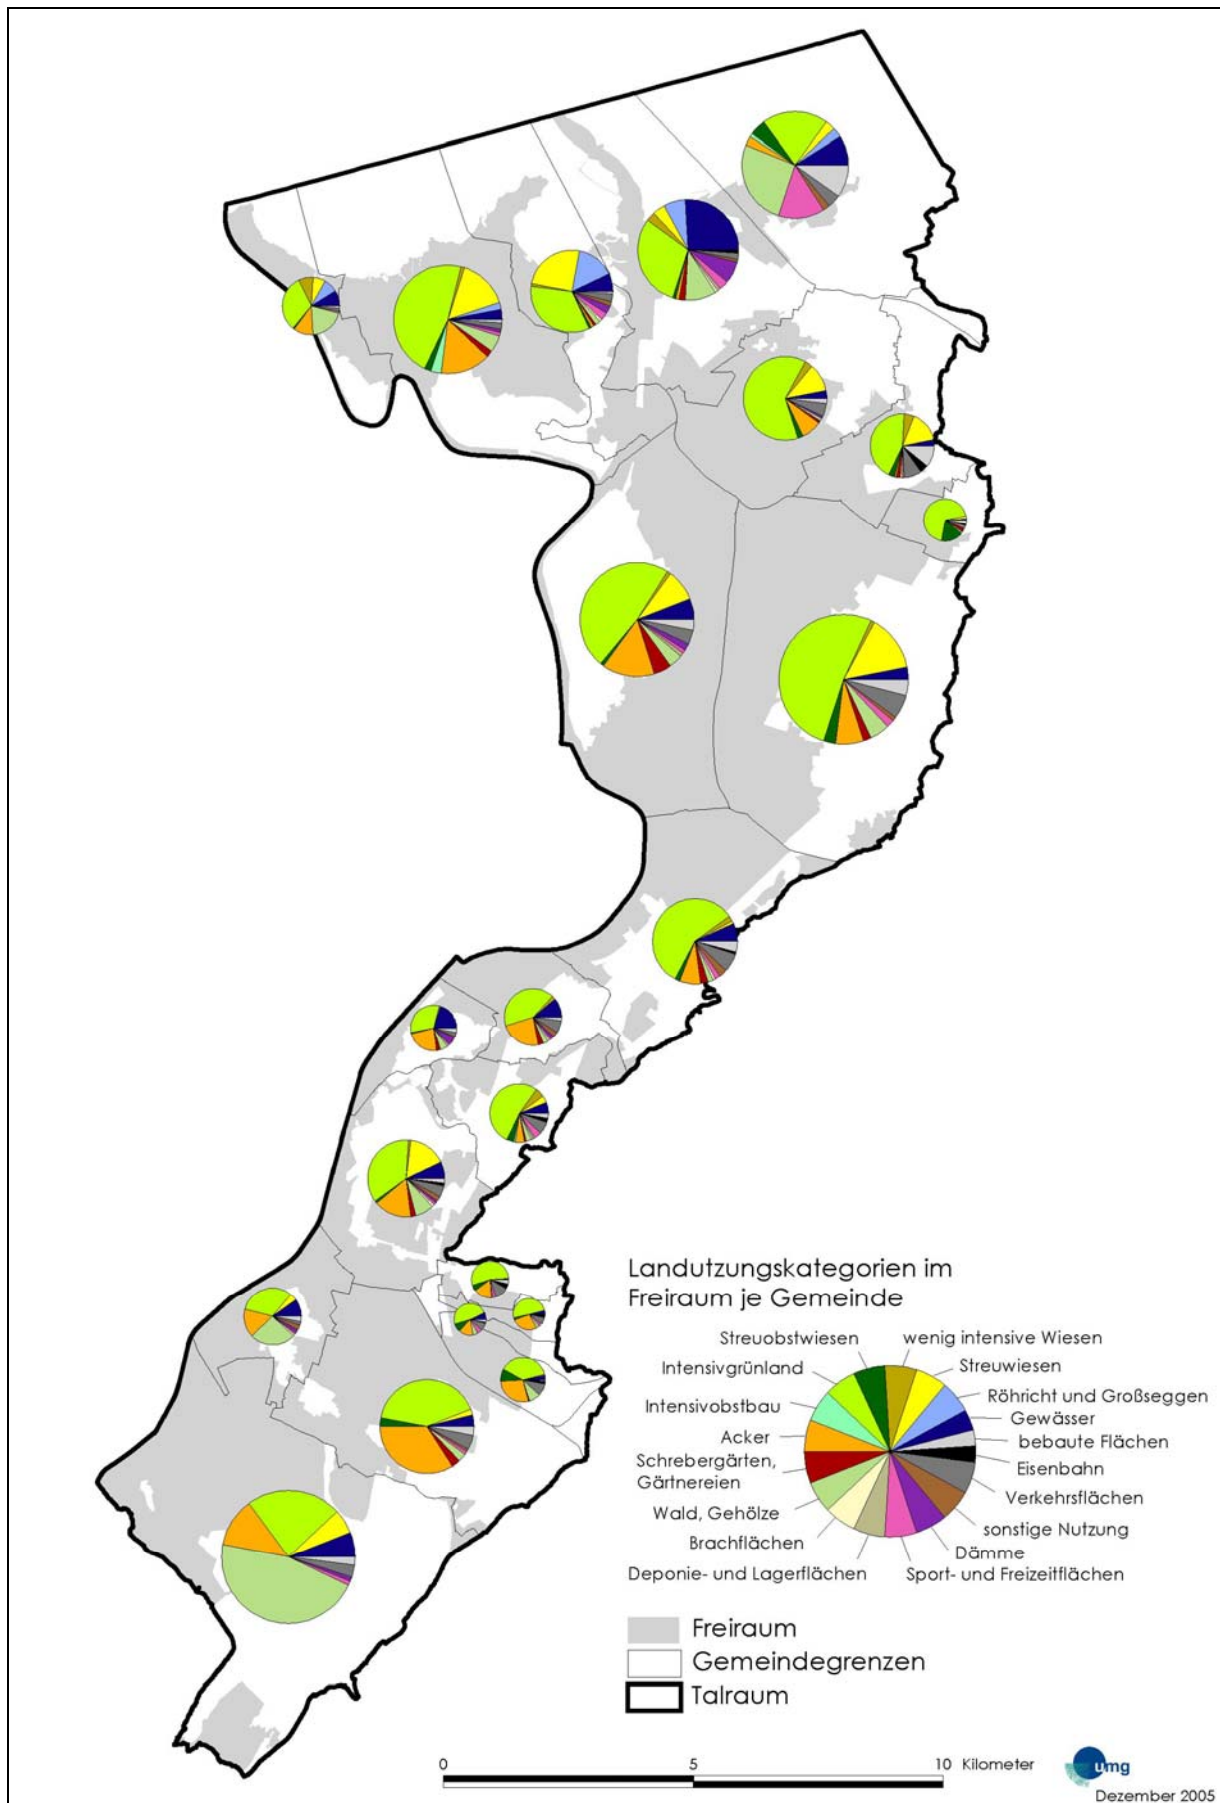 Landutzungskategorien im
Freiraum je Gemeinde
Streuobstwiesen
wenig intensive Wiesen
Intensivgrünland
Streuwiesen
Intensivobstbau
Röhricht und Großseggen
Gewässer
Acker
bebaute Flächen
Schrebergärten,
Gärtnereien
Eisenbahn
Verkehrsflächen
Wald, Gehölze
sonstige Nutzung
Brachflächen
Dämme
Deponie- und Lagerflächen
Sport- und Freizeitflächen
Freiraum
Gemeindegrenzen
Talraum
0 5 10 Kilometer
umg
Dezember 2005